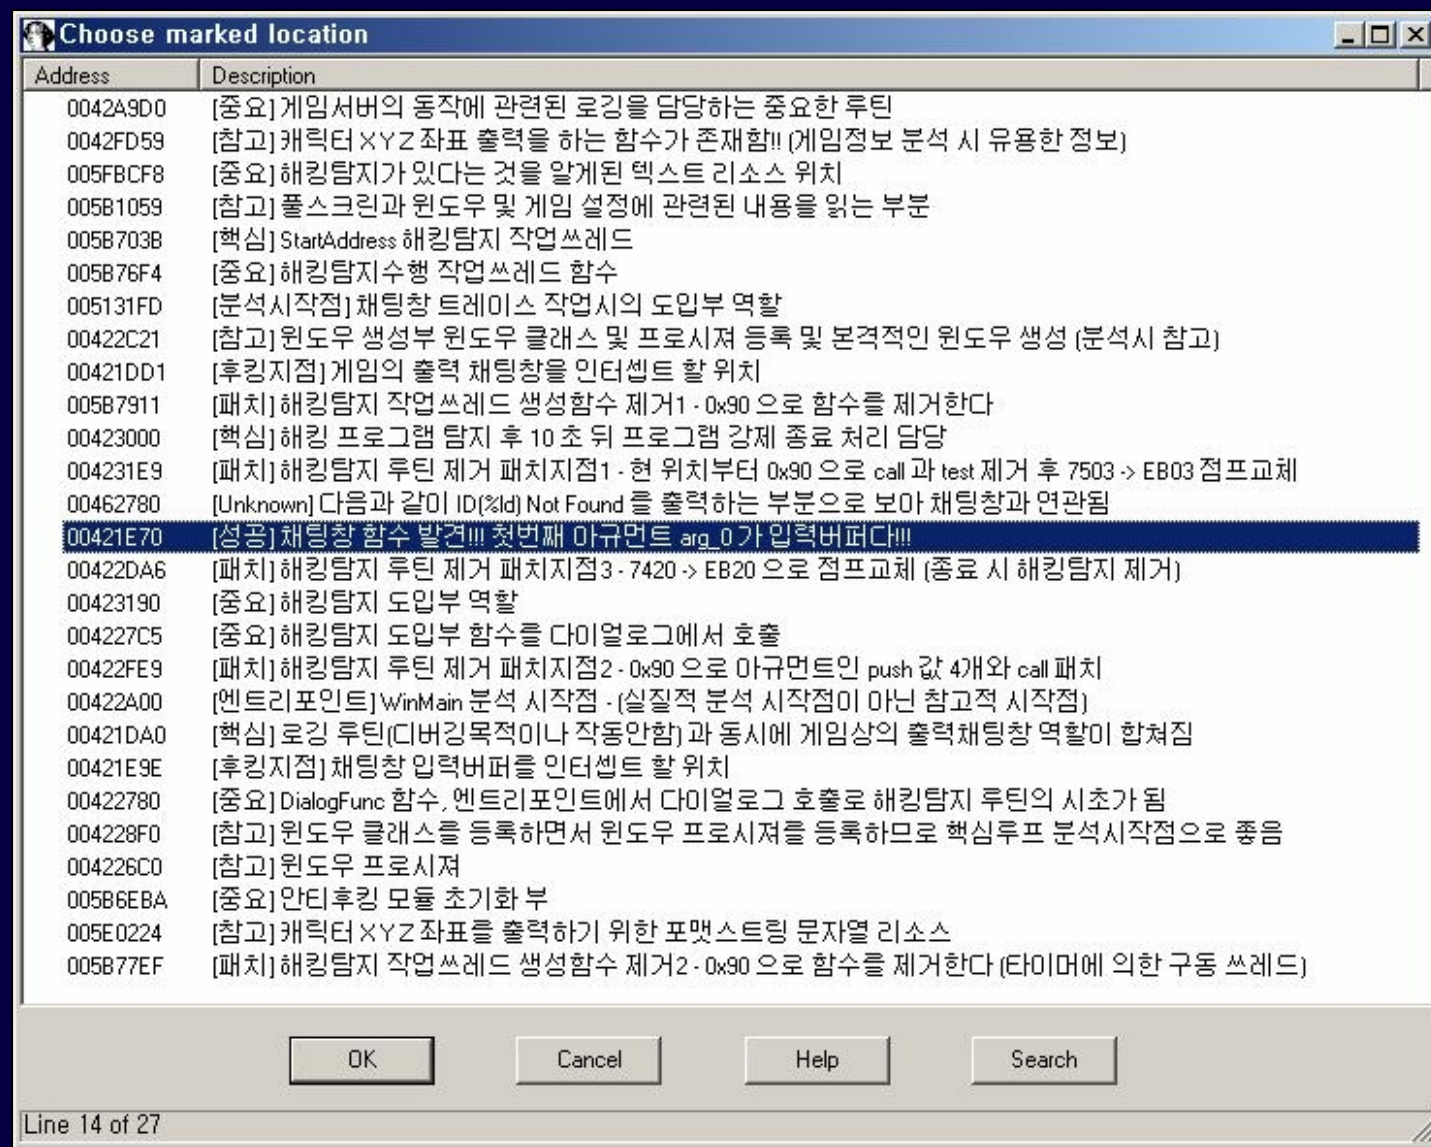 Choose marked location
Address Description
0042A9D0 [중요] 게임서버의 동작에 관련된 로깅을 담당하는 중요한 루틴
0042FD59 [참고] 캐릭터 XYZ 좌표 출력을 하는 함수가 존재함!! (게임정보 분석 시 유용한 정보)
005FBCF8 [중요] 해킹탐지가 있다는 것을 알게된 텍스트 리소스 위치
005B1059 [참고] 풀스크린과 윈도우 및 게임 설정에 관련된 내용을 읽는 부분
005B703B [핵심] StartAddress 해킹탐지 작업쓰레드
005B76F4 [중요] 해킹탐지수행 작업쓰레드 함수
005131FD [분석시작점] 채팅창 트레이스 작업시의 도입부 역할
00422C21 [참고] 윈도우 생성부 윈도우 클래스 및 프로시져 등록 및 본격적인 윈도우 생성 (분석시 참고)
00421DD1 [후킹지점] 게임의 출력 채팅창을 인터셉트 할 위치
005B7911 [패치] 해킹탐지 작업쓰레드 생성함수 제거1 - 0x90 으로 함수를 제거한다
00423000 [핵심] 해킹 프로그램 탐지 후 10 초 뒤 프로그램 강제 종료 처리 담당
004231E9 [패치] 해킹탐지 루틴 제거 패치지점1 - 현 위치부터 0x90 으로 call 과 test 제거 후 7503 -> EB03 점프교체
00462780 [Unknown] 다음과 같이 ID(%ld) Not Found 를 출력하는 부분으로 보아 채팅창과 연관됨
00421E70 [성공] 채팅창 함수 발견!!! 첫번째 아규먼트 arg_0 가 입력버퍼다!!!
00422DA6 [패치] 해킹탐지 루틴 제거 패치지점3 - 7420 -> EB20 으로 점프교체 (종료 시 해킹탐지 제거)
00423190 [중요] 해킹탐지 도입부 역할
004227C5 [중요] 해킹탐지 도입부 함수를 다이얼로그에서 호출
00422FE9 [패치] 해킹탐지 루틴 제거 패치지점2 - 0x90 으로 아규먼트인 push 값 4개와 call 패치
00422A00 [엔트리포인트] WinMain 분석 시작점 - (실질적 분석 시작점이 아닌 참고적 시작점)
00421DA0 [핵심] 로깅 루틴(디버깅목적이나 작동안함) 과 동시에 게임상의 출력채팅창 역할이 합쳐짐
00421E9E [후킹지점] 채팅창 입력버퍼를 인터셉트 할 위치
00422780 [중요] DialogFunc 함수, 엔트리포인트에서 다이얼로그 호출로 해킹탐지 루틴의 시초가 됨
004228F0 [참고] 윈도우 클래스를 등록하면서 윈도우 프로시져를 등록하므로 핵심루프 분석시작점으로 좋음
004226C0 [참고] 윈도우 프로시져
005B6EBA [중요] 안티후킹 모듈 초기화 부
005E0224 [참고] 캐릭터 XYZ 좌표를 출력하기 위한 포맷스트링 문자열 리소스
005B77EF [패치] 해킹탐지 작업쓰레드 생성함수 제거2 - 0x90 으로 함수를 제거한다 (타이머에 의한 구동 쓰레드)
OK Cancel Help Search
Line 14 of 27